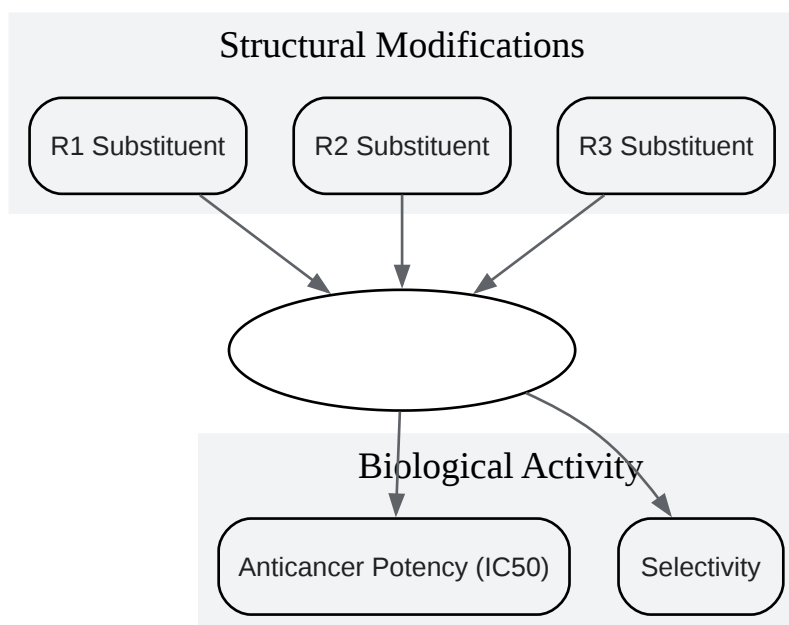 Structural Modifications
R1 Substituent
R2 Substituent
R3 Substituent
Biological Activity
Anticancer Potency (IC50)
Selectivity